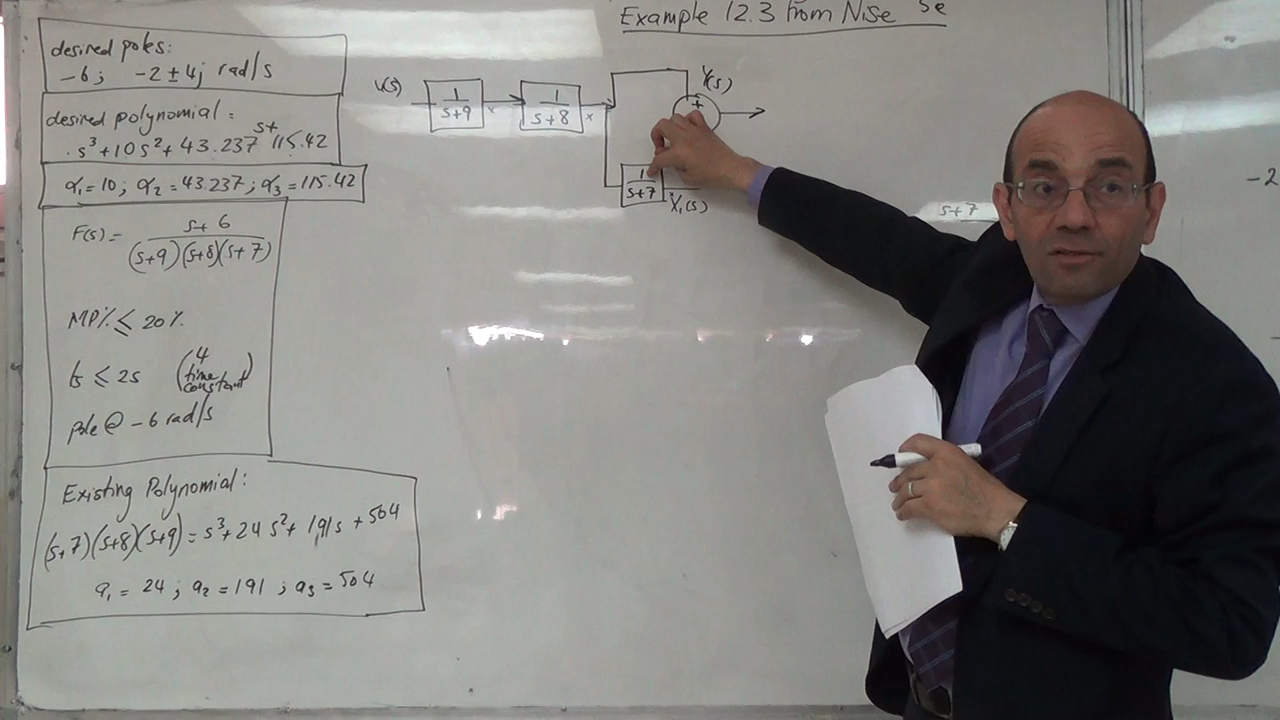 Example 12.3 from Nise
desired poles:
-6; -2 ± 4j rad/s
desired polynomial:
s³+10s²+43.237 s+ 115.42
α₁=10; α₂=43.237; α₃=115.42
F(s)= s+6
(s+9)(s+8)(s+7)
MP% ≤ 20%
ts ≤ 2s (4 time constant)
pole @ -6 rad/s
Existing Polynomial:
(s+7)(s+8)(s+9)=s³+24s²+191s+504
a₁=24; a₂=191; a₃=504
U(s)
1
s+9
x
1
s+8
x
Y(s)
+
1
s+7
X₁(s)
s+7
-2